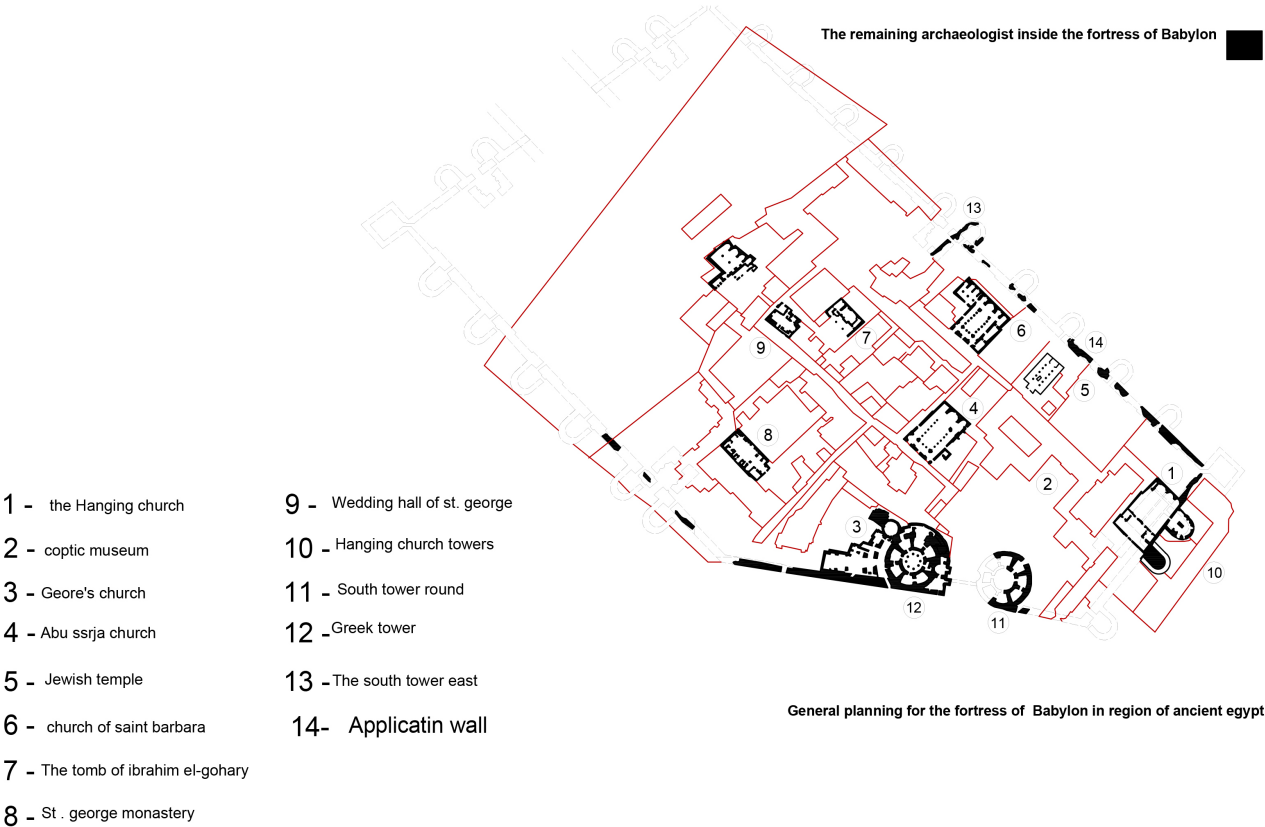 The remaining archaeologist inside the fortress of Babylon
13
14
6
7
9
5
4
8
1
2
3
10
12
11
1 - the Hanging church
2 - coptic museum
3 - Geore's church
4 - Abu ssrja church
5 - Jewish temple
6 - church of saint barbara
7 - The tomb of ibrahim el-gohary
8 - St . george monastery
9 - Wedding hall of st. george
10 - Hanging church towers
11 - South tower round
12 - Greek tower
13 - The south tower east
14- Applicatin wall
General planning for the fortress of Babylon in region of ancient egypt